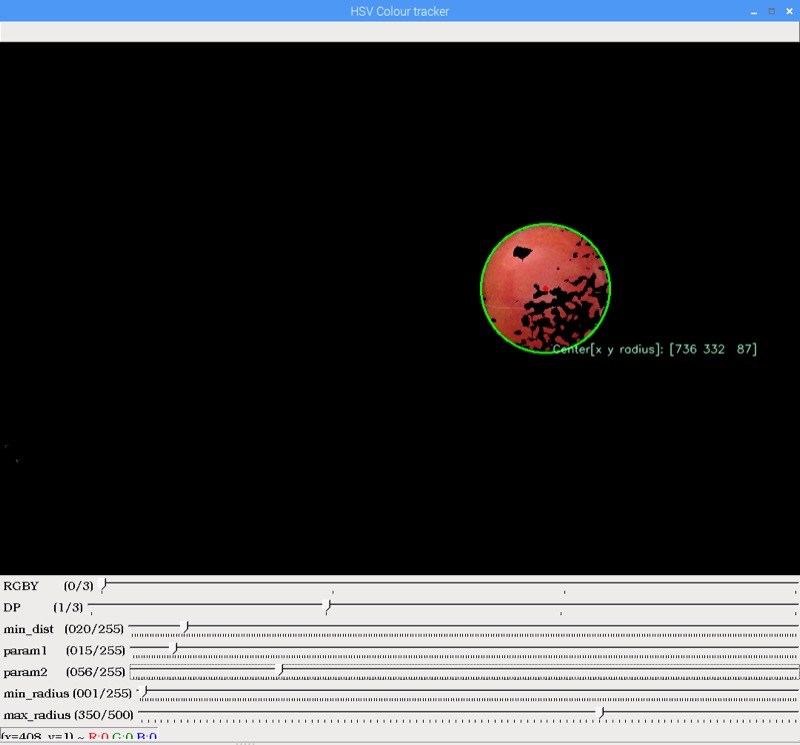 HSV Colour tracker
Center[x y radius]: [736 332 87]
RGBY (0/3)
DP (1/3)
min_dist (020/255)
param1 (015/255)
param2 (056/255)
min_radius (001/255)
max_radius (350/500)
(x=408, y=1) ~ R:0 G:0 B:0